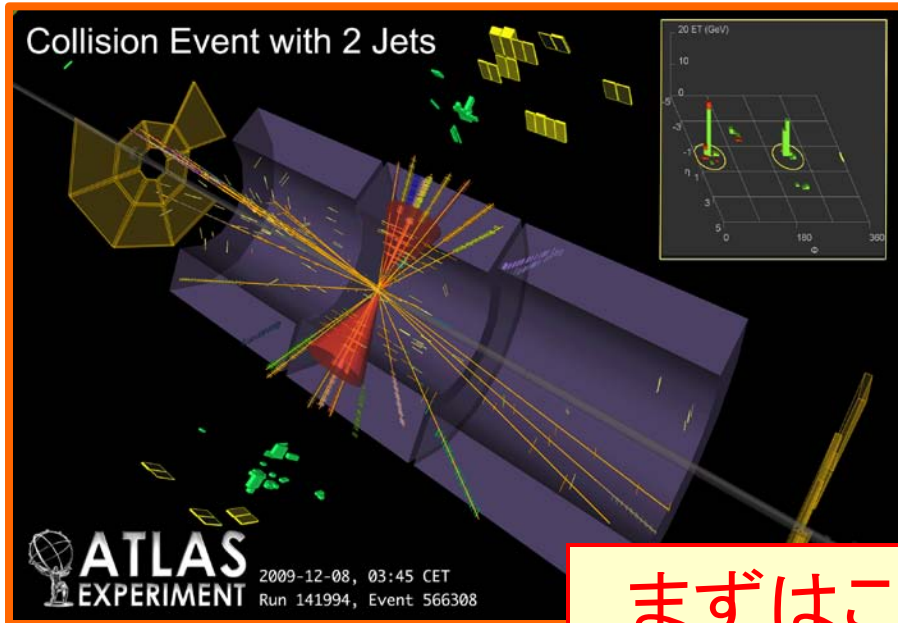 Collision Event with 2 Jets
20 ET (GeV)
10
0
-5
-3
-1
η 1
3
5
0
180
360
Φ
ATLAS
EXPERIMENT
2009-12-08, 03:45 CET
Run 141994, Event 566308
まずはこ